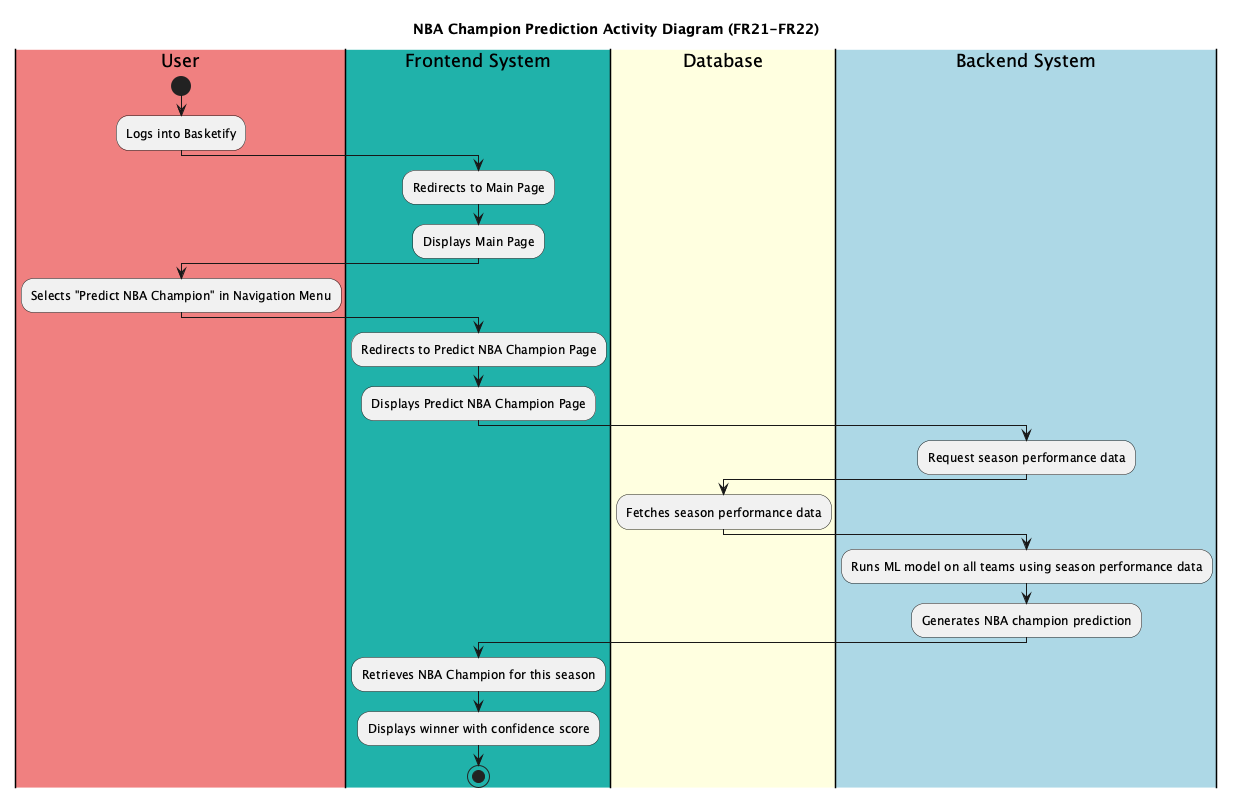 NBA Champion Prediction Activity Diagram (FR21-FR22)
User
Frontend System
Database
Backend System
Logs into Basketify
Redirects to Main Page
Displays Main Page
Selects "Predict NBA Champion" in Navigation Menu
Redirects to Predict NBA Champion Page
Displays Predict NBA Champion Page
Request season performance data
Fetches season performance data
Runs ML model on all teams using season performance data
Generates NBA champion prediction
Retrieves NBA Champion for this season
Displays winner with confidence score